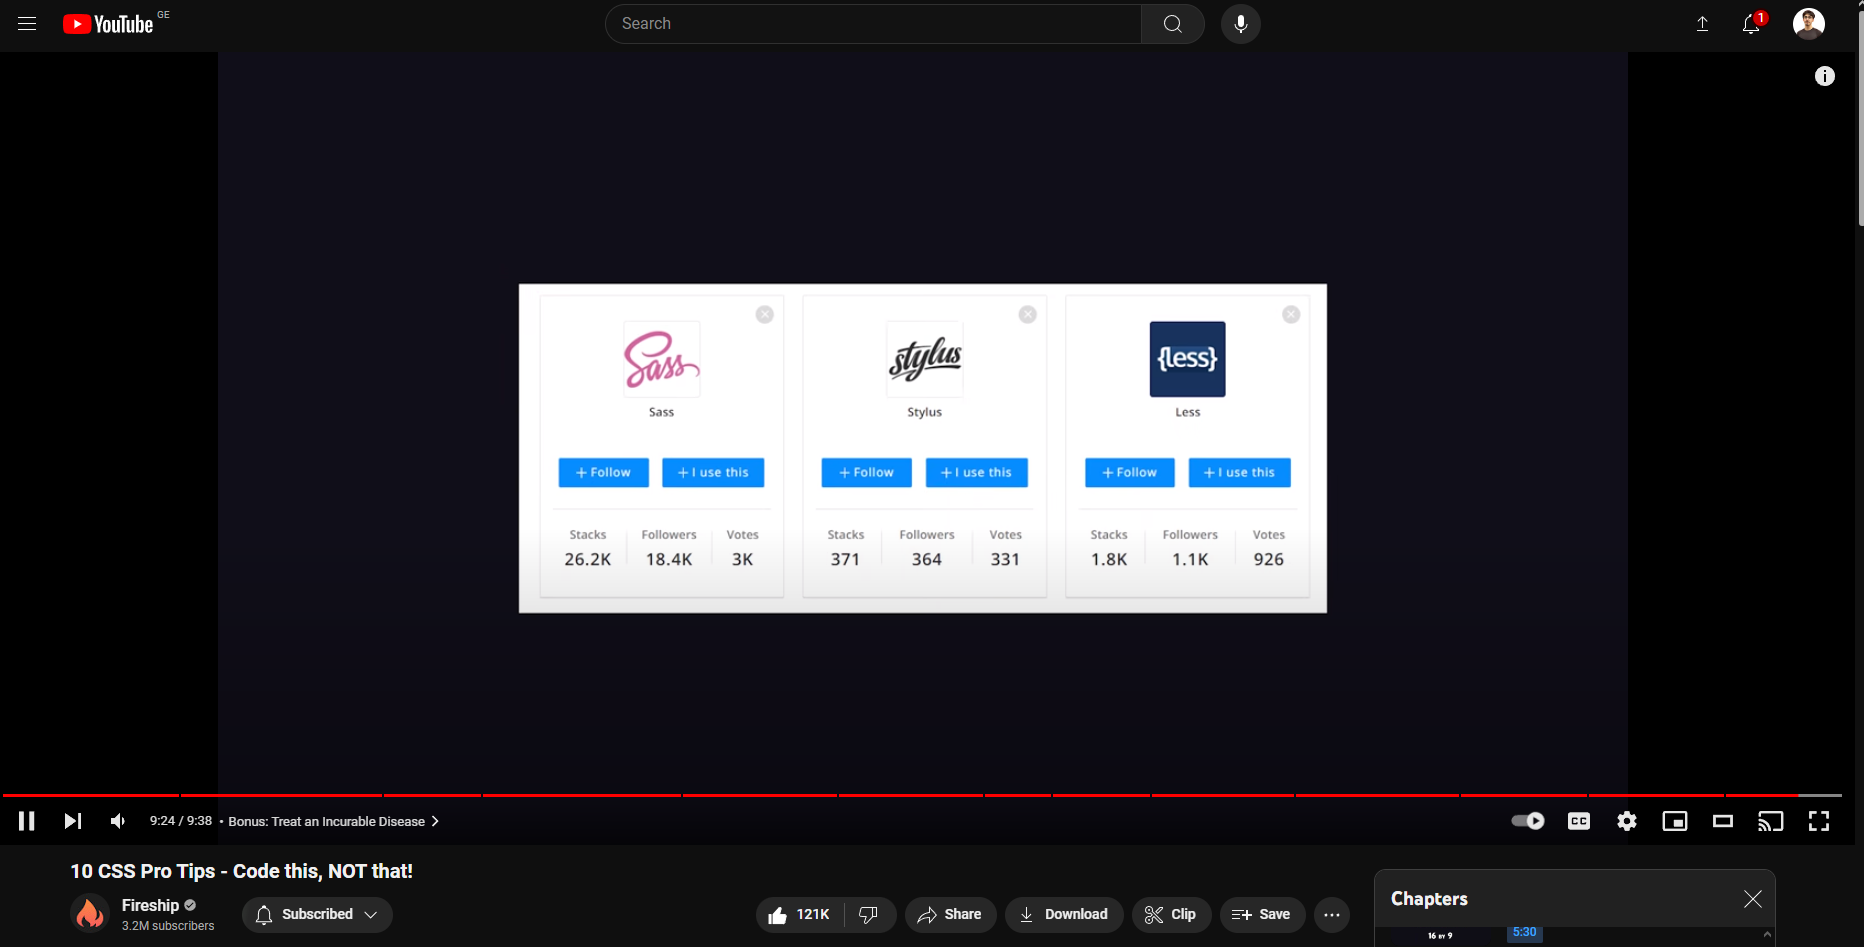 YouTube GE
Search
1
Sass
Sass
+ Follow
+ I use this
Stacks
Followers
Votes
26.2K
18.4K
3K
stylus
Stylus
+ Follow
+ I use this
Stacks
Followers
Votes
371
364
331
{less}
Less
+ Follow
+ I use this
Stacks
Followers
Votes
1.8K
1.1K
926
9:24 / 9:38 • Bonus: Treat an Incurable Disease
CC
10 CSS Pro Tips - Code this, NOT that!
Fireship
3.2M subscribers
Subscribed
121K
Share
Download
Clip
Save
Chapters
16 BY 9
5:30